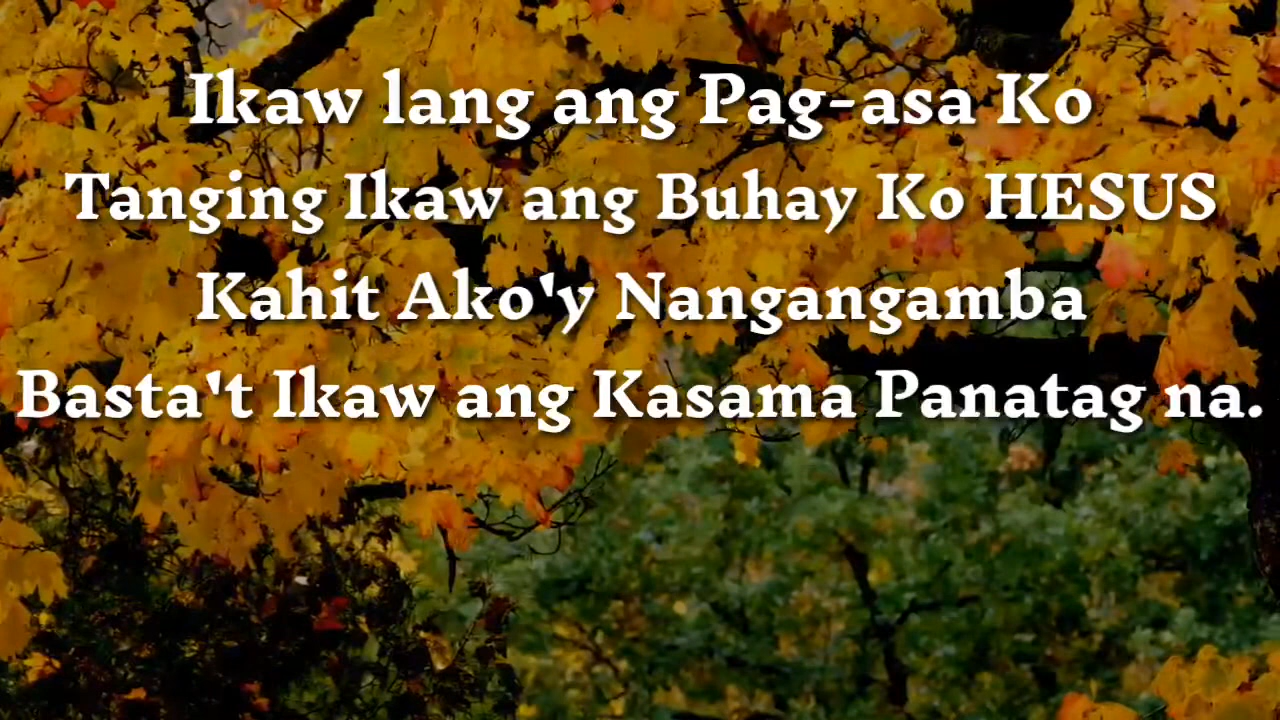 Ikaw lang ang Pag-asa Ko
Tanging Ikaw ang Buhay Ko HESUS
Kahit Ako'y Nangangamba
Basta't Ikaw ang Kasama Panatag na.